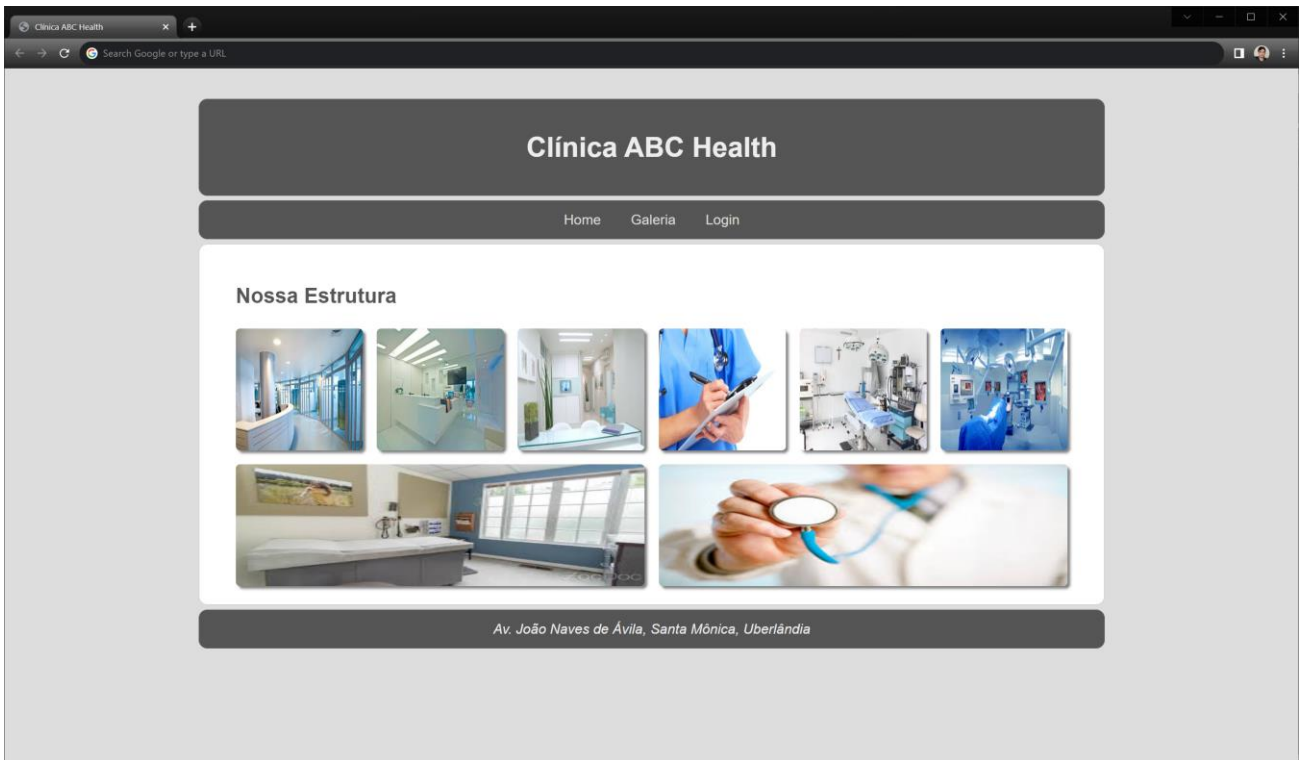 Clinica ABC Health
Search Google or type a URL
Clínica ABC Health
Home Galeria Login
Nossa Estrutura
ZocDoc
Av. João Naves de Ávila, Santa Mônica, Uberlândia